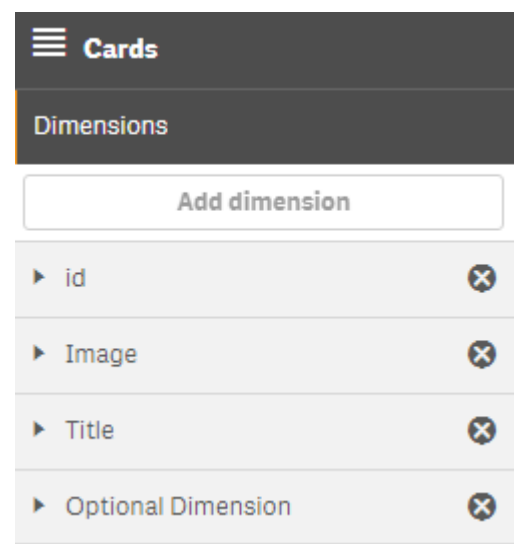 Cards
Dimensions
Add dimension
id
Image
Title
Optional Dimension